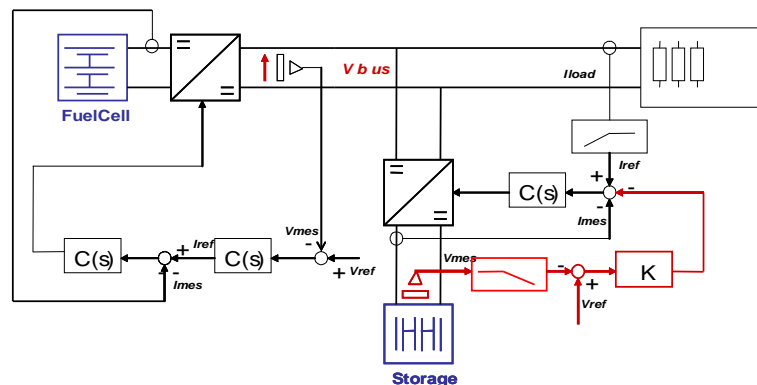 V b us
Iload
FuelCell
Iref
+
-
C(s)
-
Imes
Vmes
Iref
+
C(s)
C(s)
-
-
Imes
+
Vref
Vmes
-
+
K
Vref
Storage